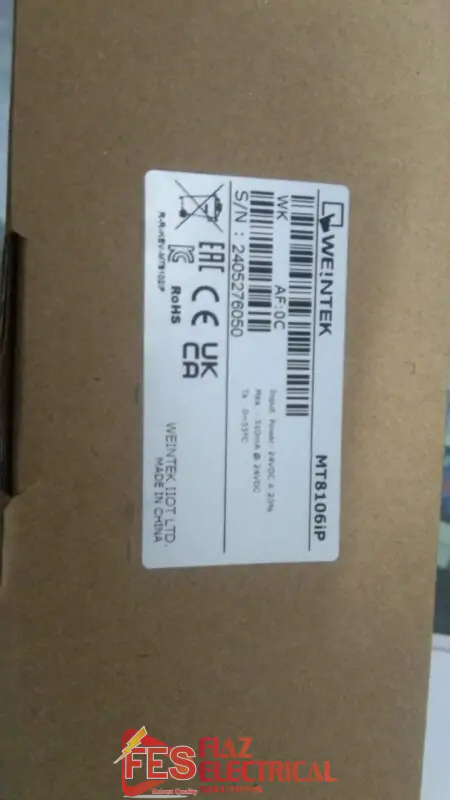 WEINTEK
MT8106iP
WK AF:0C
Input Power 24VDC ± 20%
Max. 510mA @ 24VDC
Ta 0~55°C
S/N : 2405276050
EAC CE UK
CA
RoHS
WEINTEK IIOT LTD.
MADE IN CHINA
FES FIAZ
ELECTRICAL